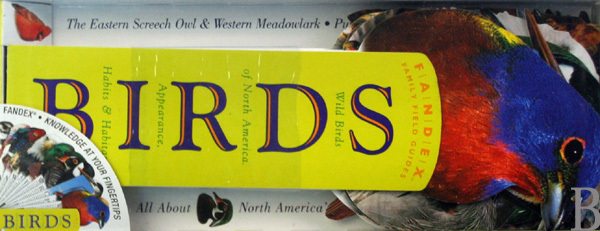 The Eastern Screech Owl & Western Meadowlark • Pu
BIRDS
Wild Birds
of North America.
Appearance,
Habits & Habita
FANDEX
FAMILY FIELD GUIDES
FANDEX • KNOWLEDGE AT YOUR FINGERTIPS
BIRDS
All About North America'
B